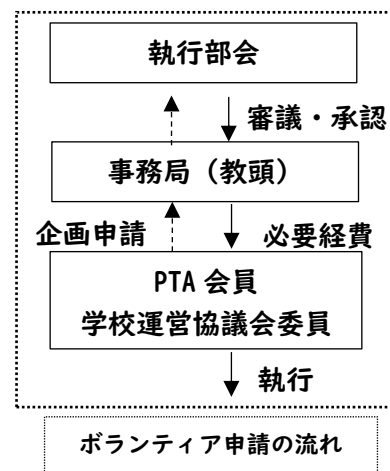 執行部会
審議・承認
事務局（教頭）
企画申請
必要経費
PTA 会員
学校運営協議会委員
執行
ボランティア申請の流れ